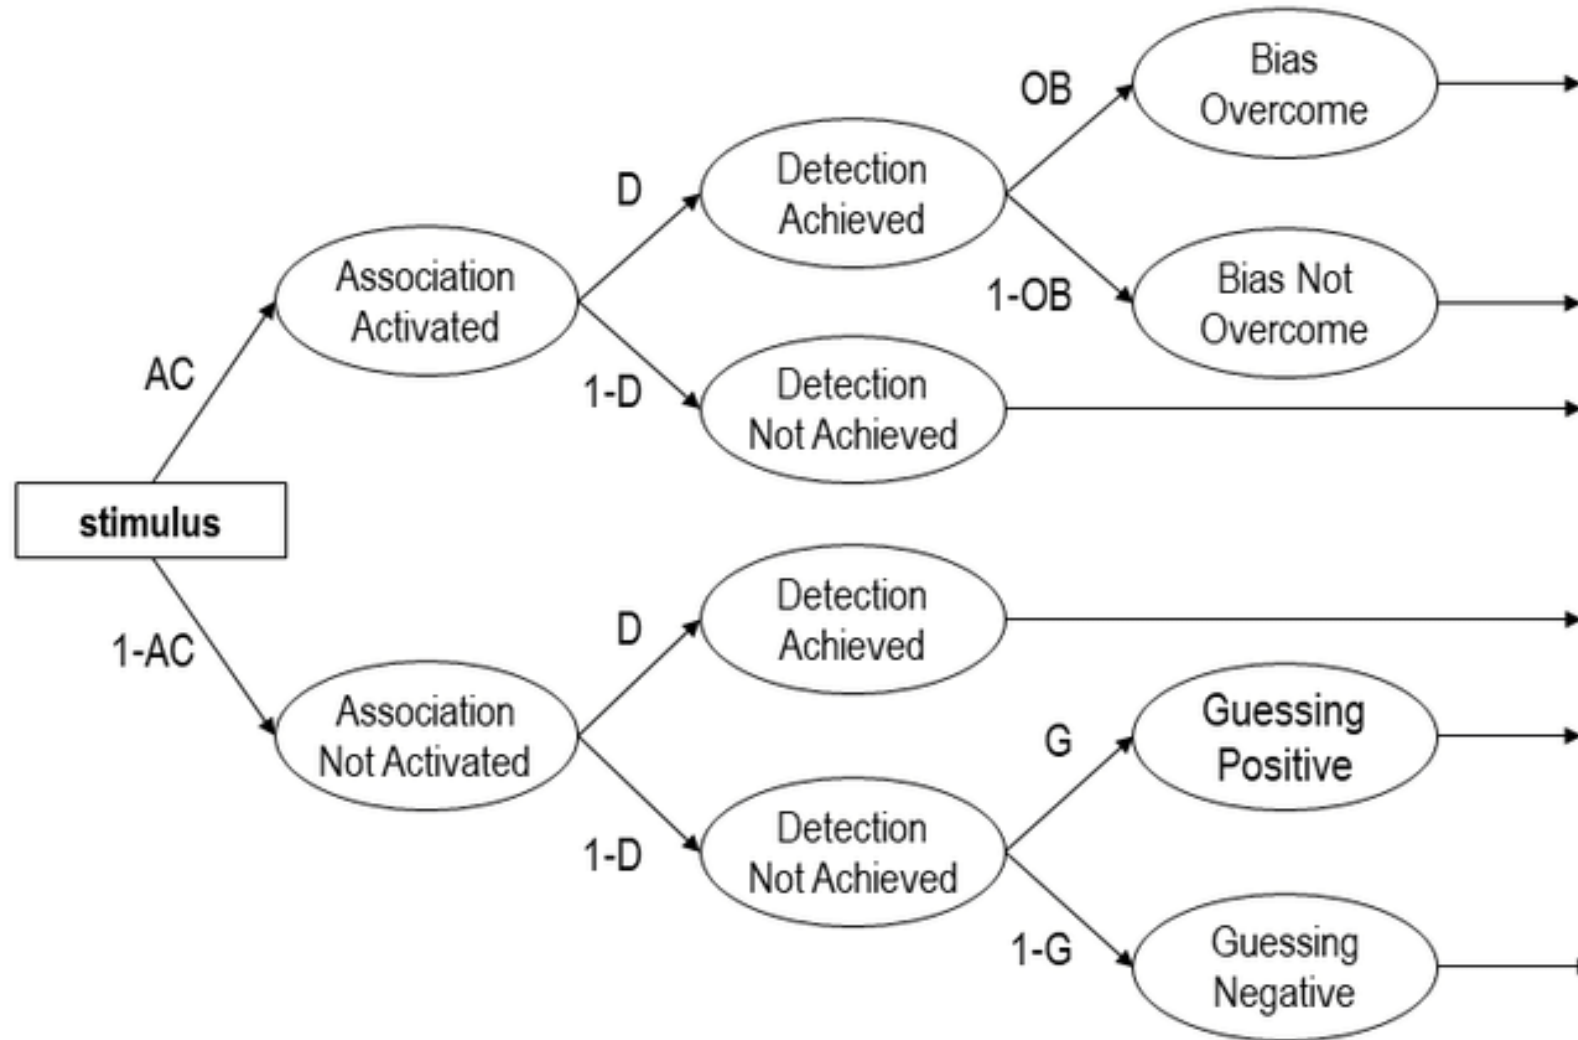 stimulus
AC
1-AC
Association
Activated
Association
Not Activated
D
1-D
D
1-D
Detection
Achieved
Detection
Not Achieved
Detection
Achieved
Detection
Not Achieved
OB
1-OB
G
1-G
Bias
Overcome
Bias Not
Overcome
Guessing
Positive
Guessing
Negative